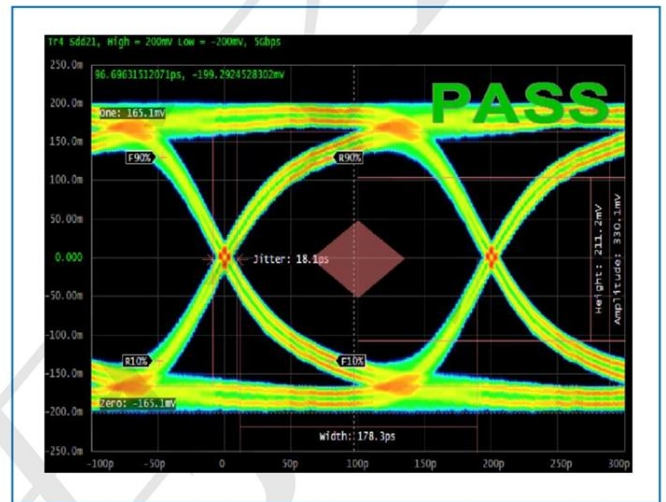 Tr4 Sdd21, High = 200mV Low = -200mV, 5Gbps
250.0m
96.69631512071ps, -199.2924528302mv
PASS
200.0m
One: 165.1mV
150.0m
F90%
R90%
100.0m
50.00m
0.000
Jitter: 18.1ps
Height: 211.2mV
Amplitude: 330.1mV
-50.00m
-100.0m
R10%
F10%
-150.0m
Zero: -165.1mV
-200.0m
Width: 178.3ps
-250.0m
-100p -50p 0 50p 100p 150p 200p 250p 300p